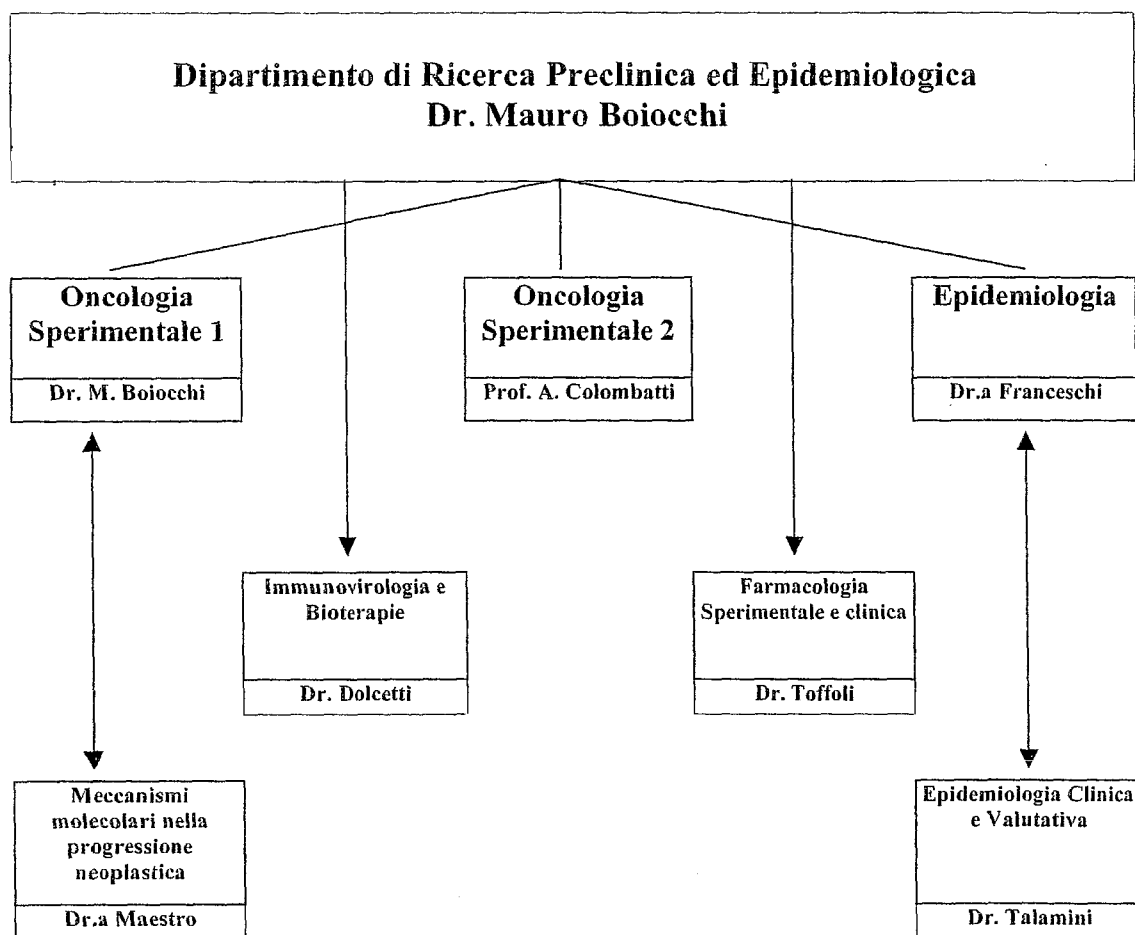 Dipartimento di Ricerca Preclinica ed Epidemiologica
Dr. Mauro Boiocchi
Oncologia
Sperimentale 1
Dr. M. Boiocchi
Oncologia
Sperimentale 2
Prof. A. Colombatti
Epidemiologia
Dr.a Franceschi
Immunovirologia e
Bioterapie
Dr. Dolcetti
Farmacologia
Sperimentale e clinica
Dr. Toffoli
Meccanismi
molecolari nella
progressione
neoplastica
Dr.a Maestro
Epidemiologia Clinica
e Valutativa
Dr. Talamini